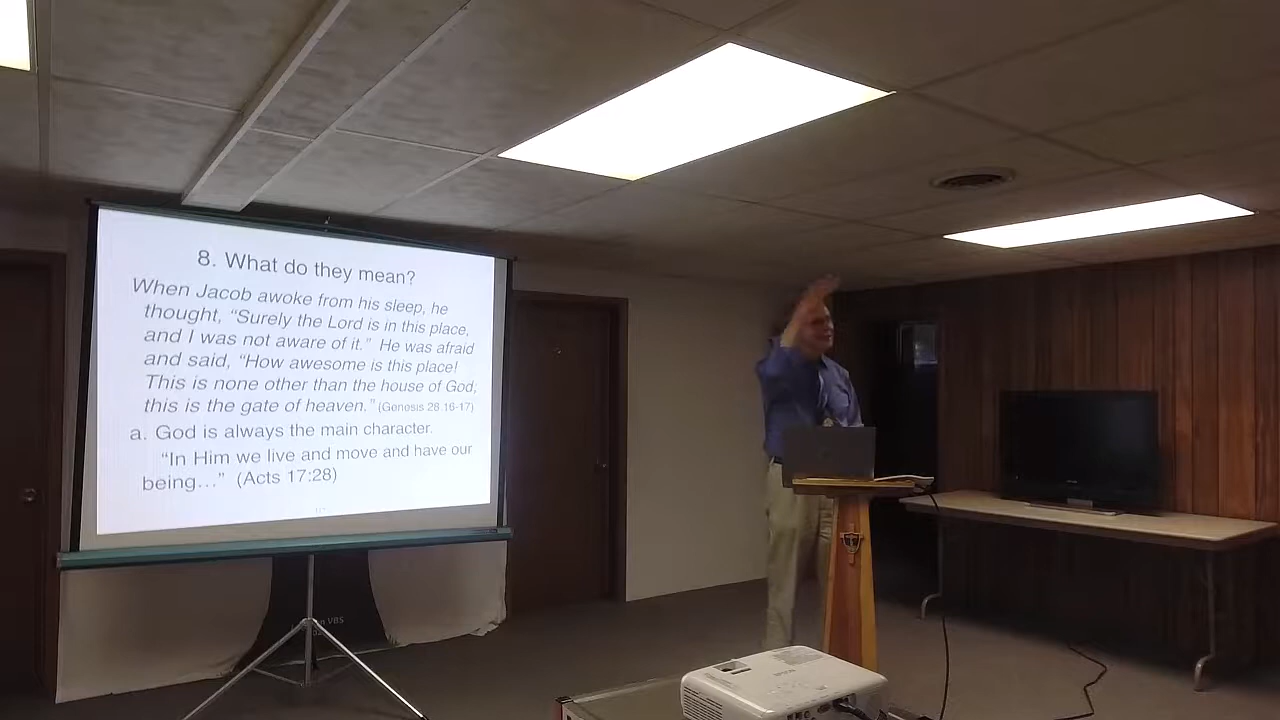 8. What do they mean?
When Jacob awoke from his sleep, he
thought, “Surely the Lord is in this place,
and I was not aware of it.” He was afraid
and said, “How awesome is this place!
This is none other than the house of God;
this is the gate of heaven.” (Genesis 28.16-17)
a. God is always the main character.
“In Him we live and move and have our
being…” (Acts 17:28)
VBS
EPSON